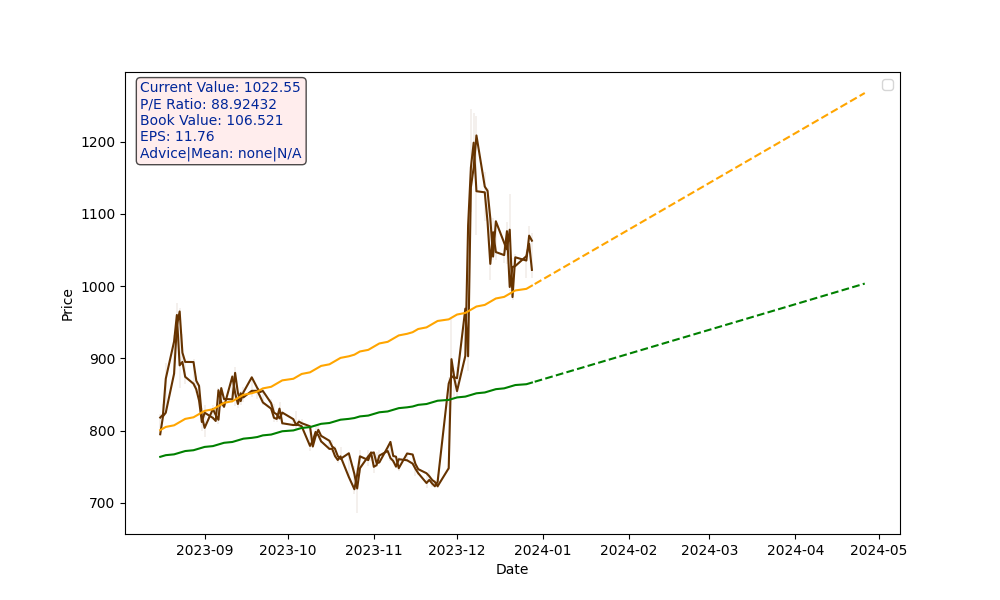 Current Value: 1022.55
P/E Ratio: 88.92432
Book Value: 106.521
EPS: 11.76
Advice|Mean: none|N/A
Price
1200
1100
1000
900
800
700
2023-09 2023-10 2023-11 2023-12 2024-01 2024-02 2024-03 2024-04 2024-05
Date